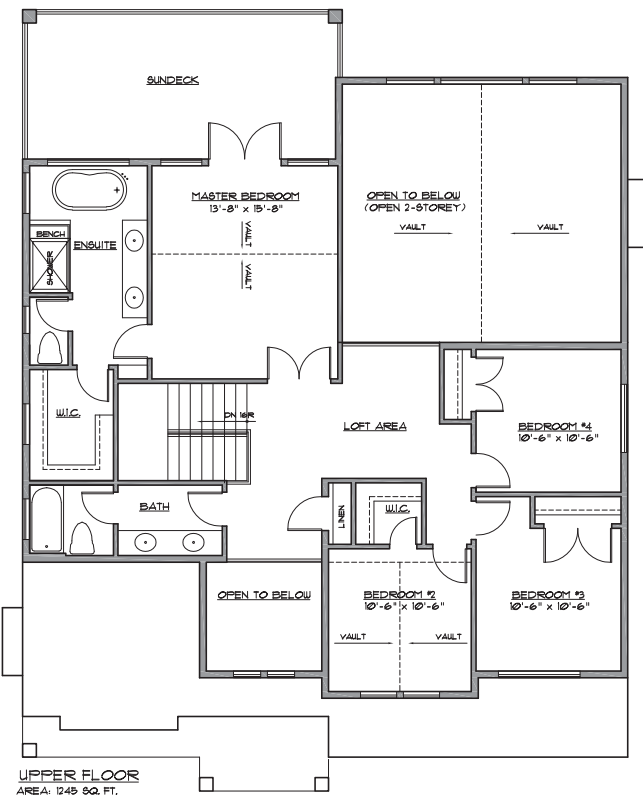 SUNDECK
MASTER BEDROOM
13'-8" x 15'-8"
VAULT
VAULT
OPEN TO BELOW
(OPEN 2-STOREY)
VAULT
VAULT
BENCH
ENSUITE
SHOWER
W.I.C.
DN 16R
LOFT AREA
BEDROOM #4
10'-6" x 10'-6"
BATH
LINEN
W.I.C.
OPEN TO BELOW
BEDROOM #2
10'-6" x 10'-6"
VAULT
VAULT
BEDROOM #3
10'-6" x 10'-6"
UPPER FLOOR
AREA: 1245 SQ. FT.